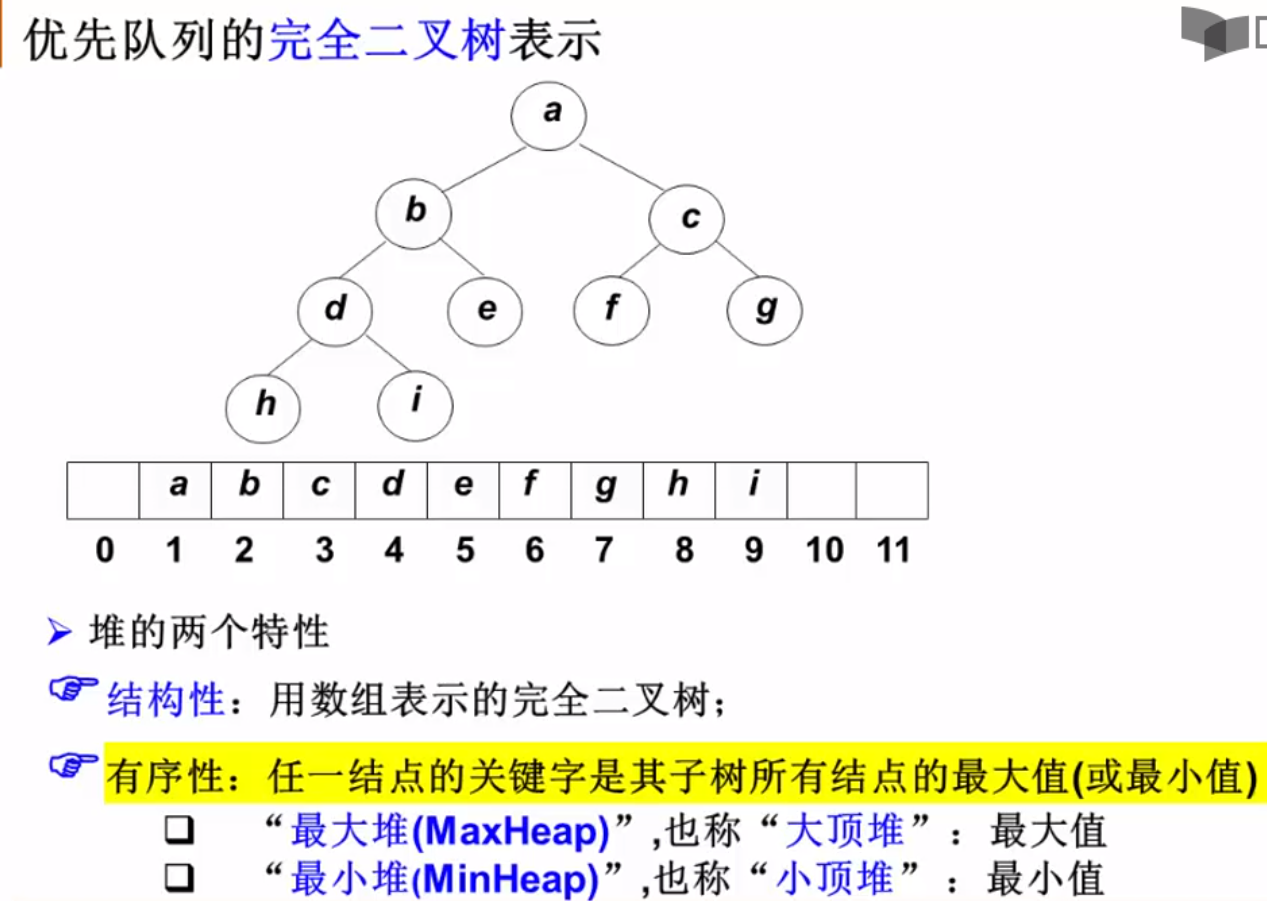 优先队列的完全二叉树表示
a
b
c
d
e
f
g
h
i
a b c d e f g h i
0 1 2 3 4 5 6 7 8 9 10 11
堆的两个特性
结构性：用数组表示的完全二叉树；
有序性：任一结点的关键字是其子树所有结点的最大值(或最小值)
“最大堆(MaxHeap)”,也称“大顶堆”：最大值
“最小堆(MinHeap)”,也称“小顶堆” ：最小值